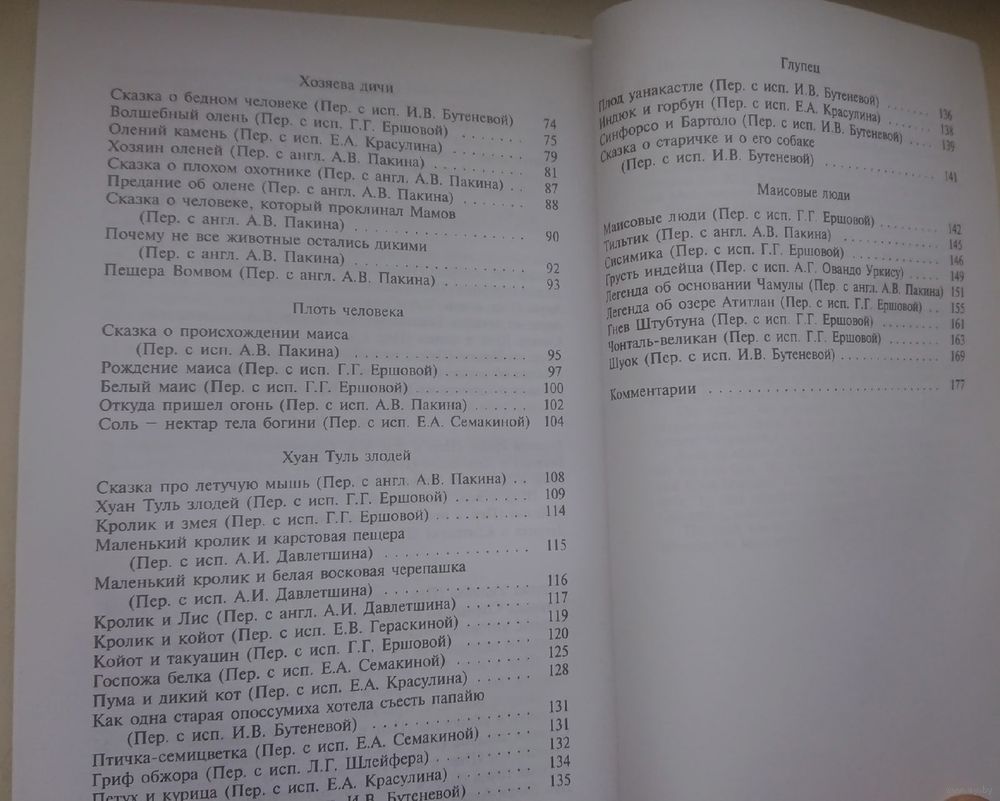 Хозяева дичи
Сказка о бедном человеке (Пер. с исп. И.В. Бутеневой) 74
Волшебный олень (Пер. с исп. Г.Г. Ершовой) . . . . . . . . 75
Олений камень (Пер. с исп. Е.А. Красулина) . . . . . . . . 79
Хозяин оленей (Пер. с англ. А.В. Пакина) . . . . . . . . . . 81
Сказка о плохом охотнике (Пер. с англ. А.В. Пакина) . . 87
Предание об олене (Пер. с англ. А.В. Пакина) . . . . . . . 88
Сказка о человеке, который проклинал Мамов
(Пер. с англ. А.В. Пакина) . . . . . . . . . . . . . . . . . 90
Почему не все животные остались дикими
(Пер. с англ. А.В. Пакина) . . . . . . . . . . . . . . . . . 92
Пещера Вомвом (Пер. с англ. А.В. Пакина) . . . . . . . . . 93
Плоть человека
Сказка о происхождении маиса
(Пер. с исп. А.В. Пакина) . . . . . . . . . . . . . . . . . . 95
Рождение маиса (Пер. с исп. Г.Г. Ершовой) . . . . . . . . . 97
Белый маис (Пер. с исп. Г.Г. Ершовой) . . . . . . . . . . . . 100
Откуда пришел огонь (Пер. с исп. А.В. Пакина) . . . . . . 102
Соль — нектар тела богини (Пер. с исп. Е.А. Семакиной) 104
Хуан Туль злодей
Сказка про летучую мышь (Пер. с англ. А.В. Пакина) . . 108
Хуан Туль злодей (Пер. с исп. Г.Г. Ершовой) . . . . . . . . 109
Кролик и змея (Пер. с исп. Г.Г. Ершовой) . . . . . . . . . . 114
Маленький кролик и карстовая пещера
(Пер. с исп. А.И. Давлетшина) . . . . . . . . . . . . . . . 115
Маленький кролик и белая восковая черепашка
(Пер. с исп. А.И. Давлетшина) . . . . . . . . . . . . . . . 116
Кролик и Лис (Пер. с англ. А.И. Давлетшина) . . . . . . . 117
Кролик и койот (Пер. с исп. Е.В. Гераскиной) . . . . . . . 119
Койот и такуацин (Пер. с исп. Г.Г. Ершовой) . . . . . . . . 120
Госпожа белка (Пер. с исп. Е.А. Семакиной) . . . . . . . . 125
Пума и дикий кот (Пер. с исп. Е.А. Красулина) . . . . . . 128
Как одна старая опоссумиха хотела съесть папайю
(Пер. с исп. И.В. Бутеневой) . . . . . . . . . . . . . . . . 131
Птичка-семицветка (Пер. с исп. Е.А. Семакиной) . . . . . 131
Гриф обжора (Пер. с исп. Л.Г. Шлейфера) . . . . . . . . . 132
Петух и курица (Пер. с исп. Е.А. Красулина) . . . . . . . . 134
И.В. Бутеневой) . . . . . . . 135
Глупец
Плод уанакастле (Пер. с исп. И.В. Бутеневой) . . . . . . . 136
Индюк и горбун (Пер. с исп. Е.А. Красулина) . . . . . . . 138
Синфорсо и Бартоло (Пер. с исп. И.В. Бутеневой) . . . . 139
Сказка о старичке и о его собаке
(Пер. с исп. И.В. Бутеневой) . . . . . . . . . . . . . . . . 141
Маисовые люди
Маисовые люди (Пер. с исп. Г.Г. Ершовой) . . . . . . . . . 142
Тильтик (Пер. с англ. А.В. Пакина) . . . . . . . . . . . . . . 145
Сисимика (Пер. с исп. Г.Г. Ершовой) . . . . . . . . . . . . . 146
Грусть индейца (Пер. с исп. А.Г. Овандо Уркису) . . . . . 149
Легенда об основании Чамулы (Пер. с англ. А.В. Пакина) 151
Легенда об озере Атитлан (Пер. с исп. Г.Г. Ершовой) . . 155
Гнев Штубтуна (Пер. с исп. Г.Г. Ершовой) . . . . . . . . . 161
Чонталь-великан (Пер. с исп. Г.Г. Ершовой) . . . . . . . . 163
Шуок (Пер. с исп. И.В. Бутеневой) . . . . . . . . . . . . . . 169
Комментарии . . . . . . . . . . . . . . . . . . . . . . . . . . . . 177